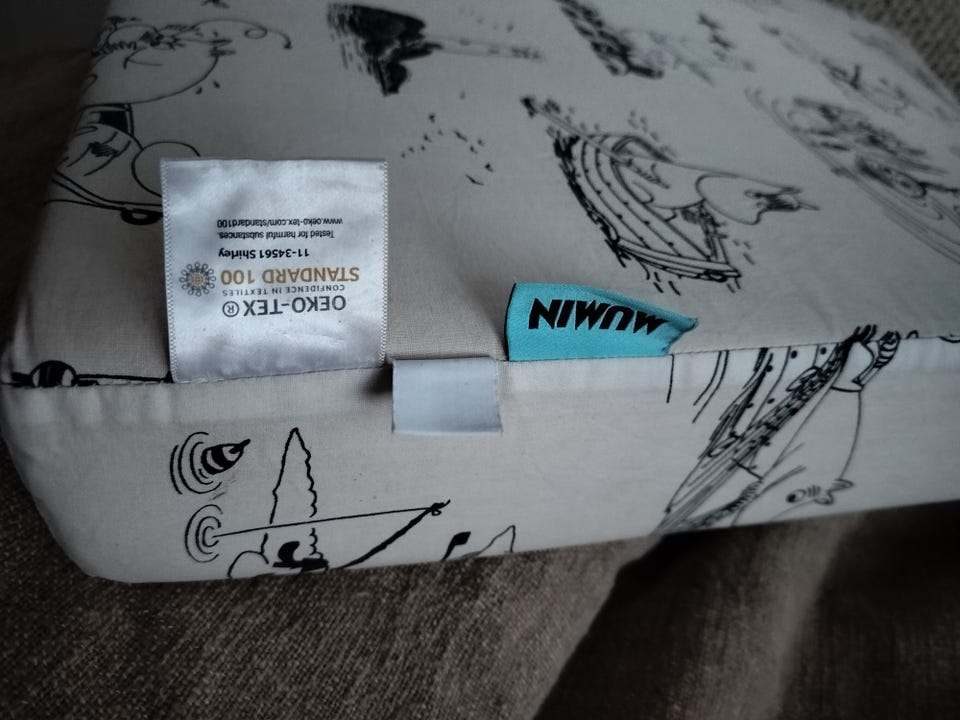 OEKO-TEX®
CONFIDENCE IN TEXTILES
STANDARD 100
11-34561 Shirley
Tested for harmful substances.
www.oeko-tex.com/standard100
MUMIN